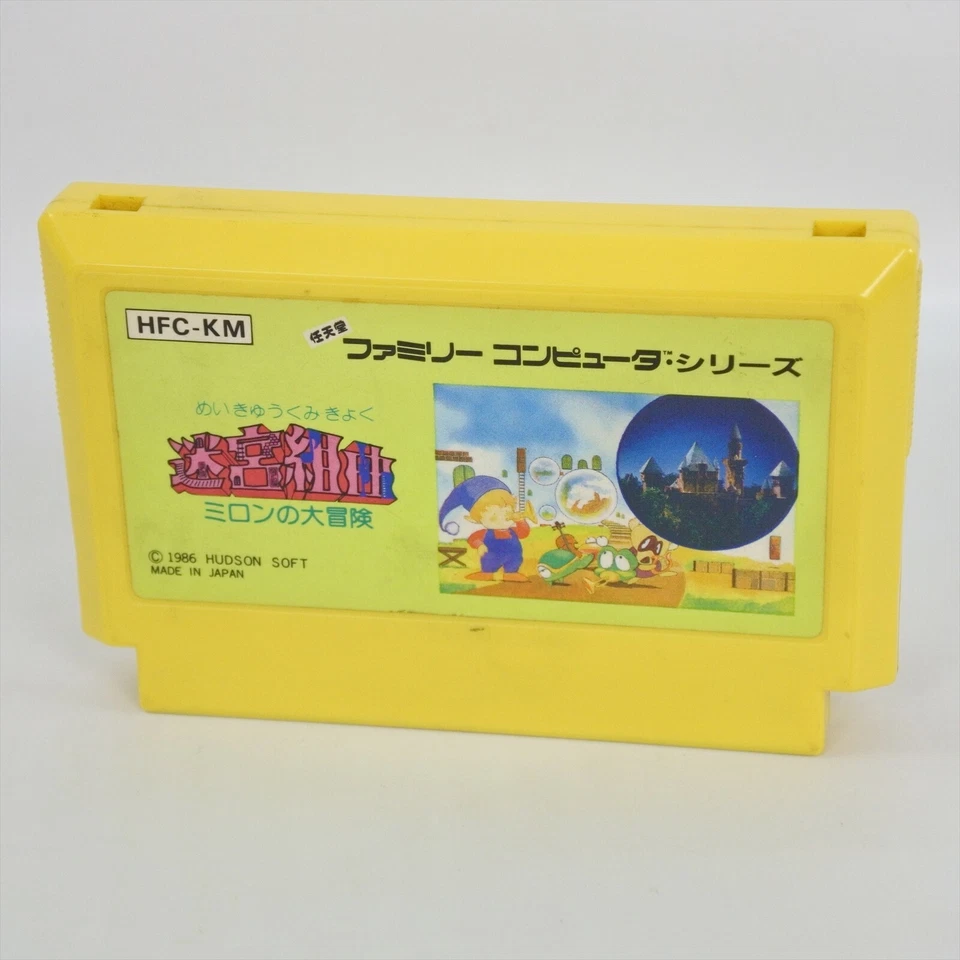 HFC-KM
任天堂
ファミリー コンピュータ™:シリーズ
めいきゅうくみきょく
迷宮組曲
ミロンの大冒険
© 1986 HUDSON SOFT
MADE IN JAPAN